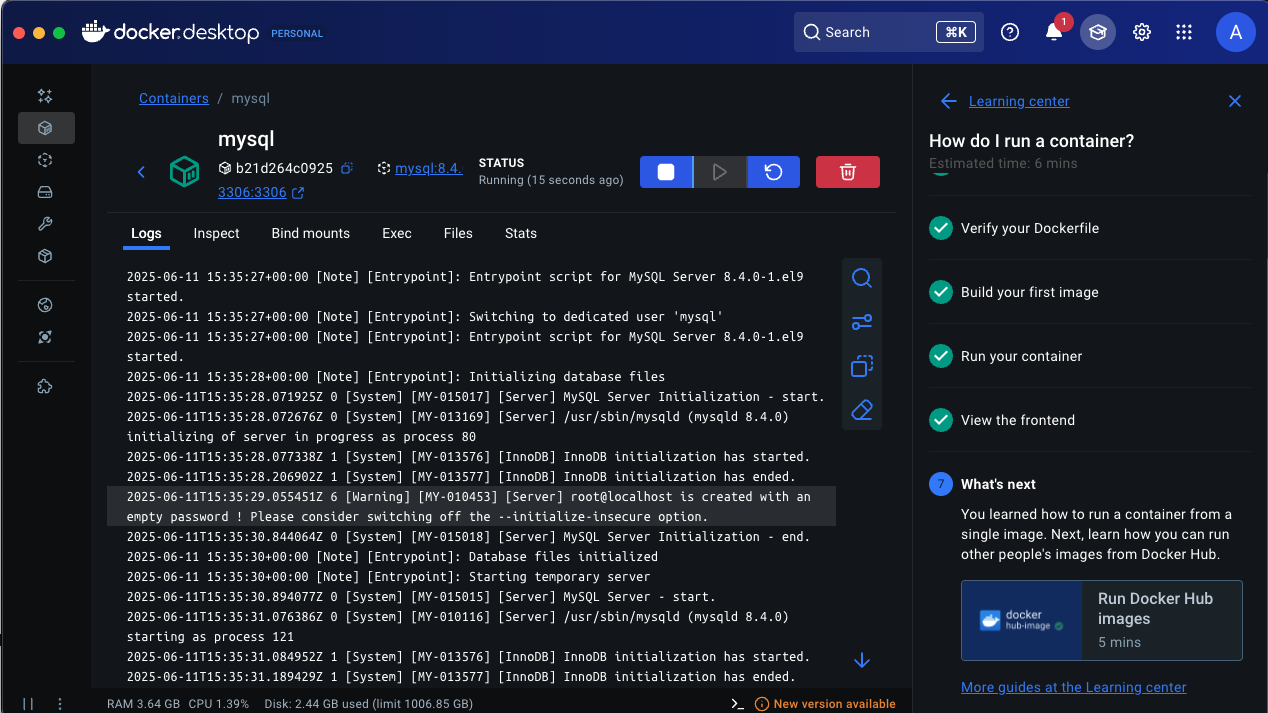 docker desktop PERSONAL
Search ⌘K
1
A
Containers / mysql
mysql
b21d264c0925
mysql:8.4.
3306:3306
STATUS
Running (15 seconds ago)
Logs Inspect Bind mounts Exec Files Stats
2025-06-11 15:35:27+00:00 [Note] [Entrypoint]: Entrypoint script for MySQL Server 8.4.0-1.el9
started.
2025-06-11 15:35:27+00:00 [Note] [Entrypoint]: Switching to dedicated user 'mysql'
2025-06-11 15:35:27+00:00 [Note] [Entrypoint]: Entrypoint script for MySQL Server 8.4.0-1.el9
started.
2025-06-11 15:35:28+00:00 [Note] [Entrypoint]: Initializing database files
2025-06-11T15:35:28.071925Z 0 [System] [MY-015017] [Server] MySQL Server Initialization - start.
2025-06-11T15:35:28.072676Z 0 [System] [MY-013169] [Server] /usr/sbin/mysqld (mysqld 8.4.0)
initializing of server in progress as process 80
2025-06-11T15:35:28.077338Z 1 [System] [MY-013576] [InnoDB] InnoDB initialization has started.
2025-06-11T15:35:28.206902Z 1 [System] [MY-013577] [InnoDB] InnoDB initialization has ended.
2025-06-11T15:35:29.055451Z 6 [Warning] [MY-010453] [Server] root@localhost is created with an
empty password ! Please consider switching off the --initialize-insecure option.
2025-06-11T15:35:30.844064Z 0 [System] [MY-015018] [Server] MySQL Server Initialization - end.
2025-06-11 15:35:30+00:00 [Note] [Entrypoint]: Database files initialized
2025-06-11 15:35:30+00:00 [Note] [Entrypoint]: Starting temporary server
2025-06-11T15:35:30.894077Z 0 [System] [MY-015015] [Server] MySQL Server - start.
2025-06-11T15:35:31.076386Z 0 [System] [MY-010116] [Server] /usr/sbin/mysqld (mysqld 8.4.0)
starting as process 121
2025-06-11T15:35:31.084952Z 1 [System] [MY-013576] [InnoDB] InnoDB initialization has started.
2025-06-11T15:35:31.189429Z 1 [System] [MY-013577] [InnoDB] InnoDB initialization has ended.
Learning center
How do I run a container?
Estimated time: 6 mins
Verify your Dockerfile
Build your first image
Run your container
View the frontend
7 What's next
You learned how to run a container from a
single image. Next, learn how you can run
other people's images from Docker Hub.
docker
hub-image
Run Docker Hub
images
5 mins
More guides at the Learning center
RAM 3.64 GB CPU 1.39% Disk: 2.44 GB used (limit 1006.85 GB)
New version available